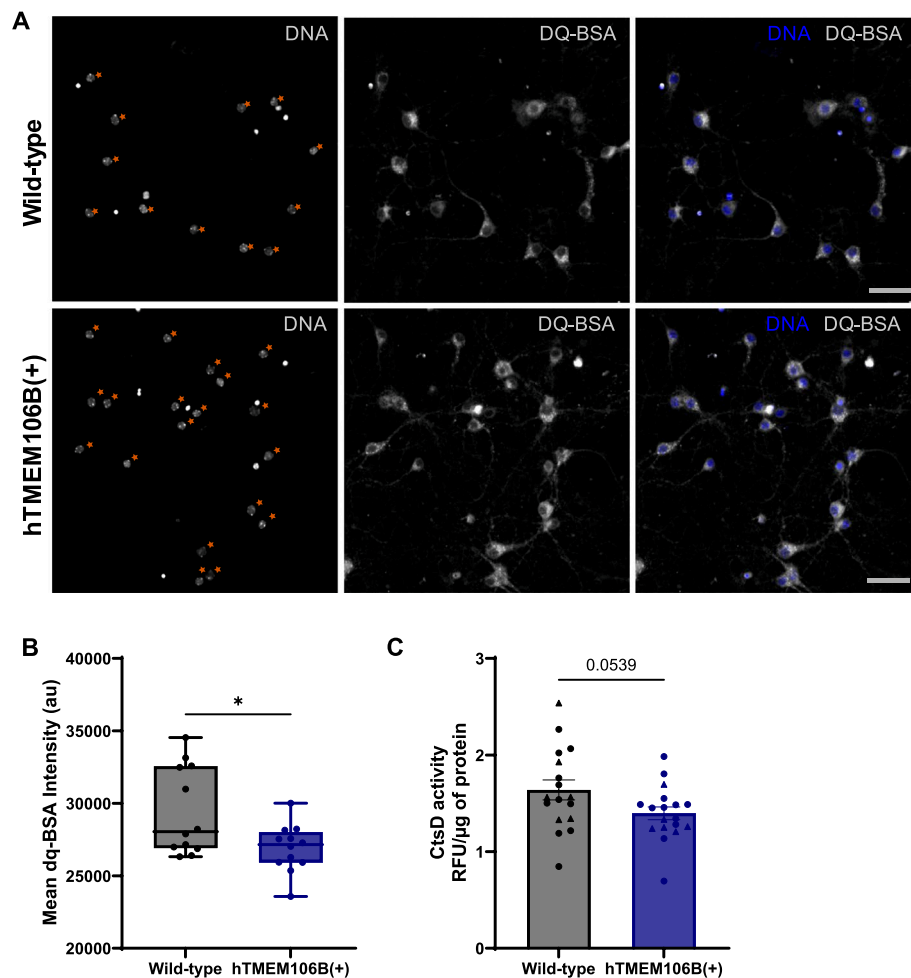 A
DNA
DQ-BSA
DNA DQ-BSA
Wild-type
DNA
DQ-BSA
DNA DQ-BSA
hTMEM106B(+)
B
Mean dq-BSA Intensity (au)
40000
35000
30000
25000
20000
*
Wild-type
hTMEM106B(+)
C
CtsD activity
RFU/µg of protein
3
2
1
0
0.0539
Wild-type
hTMEM106B(+)